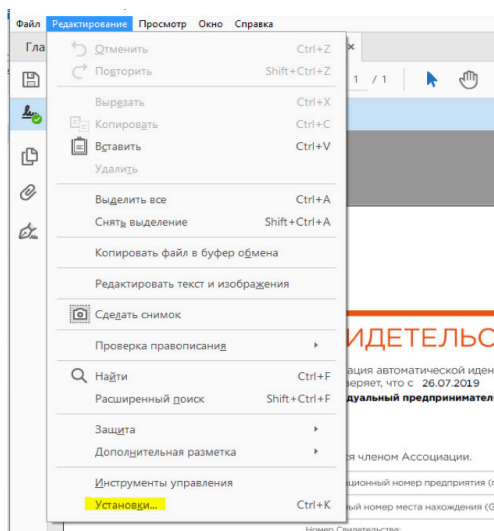 Файл Редактирование Просмотр Окно Справка
Отменить Ctrl+Z
Повторить Shift+Ctrl+Z
1 / 1
Вырезать Ctrl+X
Копировать Ctrl+C
Вставить Ctrl+V
Удалить
Выделить все Ctrl+A
Снять выделение Shift+Ctrl+A
Копировать файл в буфер обмена
Редактировать текст и изображения
Сделать снимок
ИДЕТЕЛЬС
Проверка правописания
ация автоматической иден
Найти Ctrl+F
веряет, что с 26.07.2019
Расширенный поиск Shift+Ctrl+F
дуальный предпринимател
Защита
Дополнительная разметка
ся членом Ассоциации.
Инструменты управления
ционный номер предприятия
Установки... Ctrl+K
ый номер места нахождения (G
Номер Свидетельства: